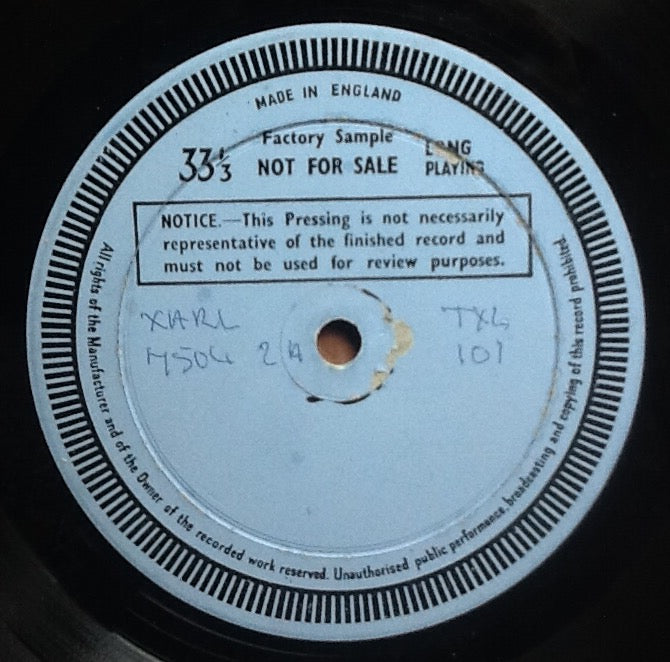 MADE IN ENGLAND
33⅓ Factory Sample LONG
NOT FOR SALE PLAYING
NOTICE.—This Pressing is not necessarily
representative of the finished record and
must not be used for review purposes.
XARL TXL
7504 2A 101
All rights of the Manufacturer and of the Owner of the recorded work reserved. Unauthorised public performance, broadcasting and copying of this record prohibited.